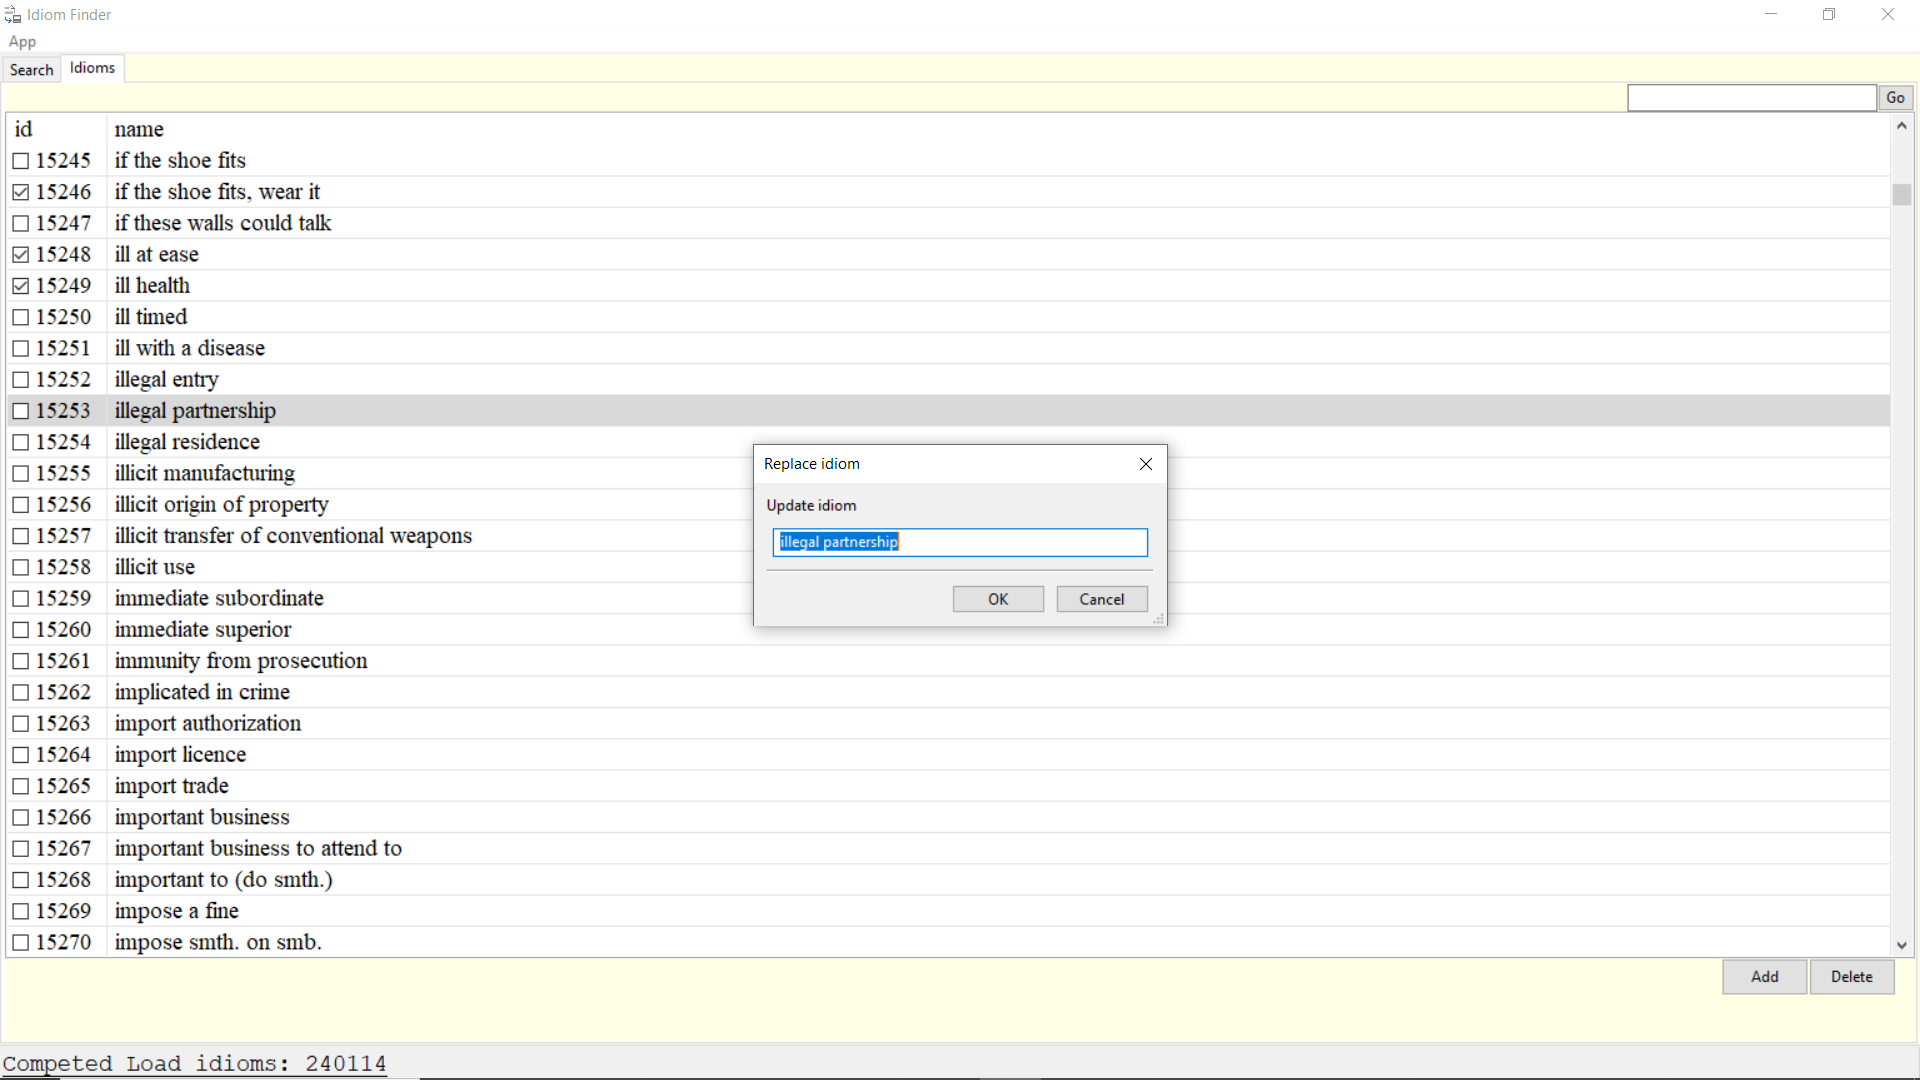 Idiom Finder
App
Search Idioms
Go
id name
15245 if the shoe fits
15246 if the shoe fits, wear it
15247 if these walls could talk
15248 ill at ease
15249 ill health
15250 ill timed
15251 ill with a disease
15252 illegal entry
15253 illegal partnership
15254 illegal residence
15255 illicit manufacturing
15256 illicit origin of property
15257 illicit transfer of conventional weapons
15258 illicit use
15259 immediate subordinate
15260 immediate superior
15261 immunity from prosecution
15262 implicated in crime
15263 import authorization
15264 import licence
15265 import trade
15266 important business
15267 important business to attend to
15268 important to (do smth.)
15269 impose a fine
15270 impose smth. on smb.
Replace idiom
Update idiom
illegal partnership
OK Cancel
Add Delete
Competed Load idioms: 240114